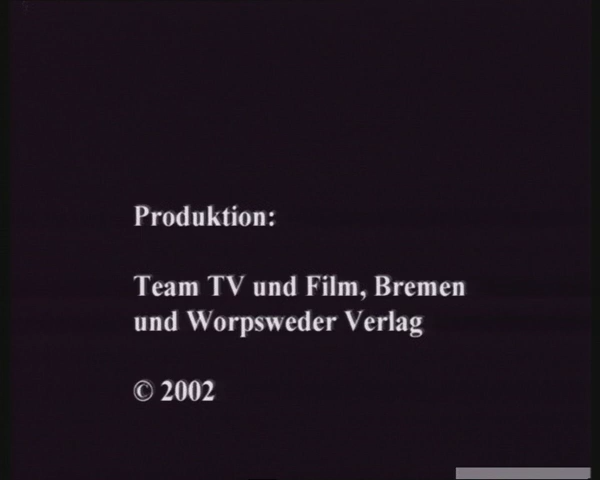 Produktion:
Team TV und Film, Bremen
und Worpsweder Verlag
© 2002